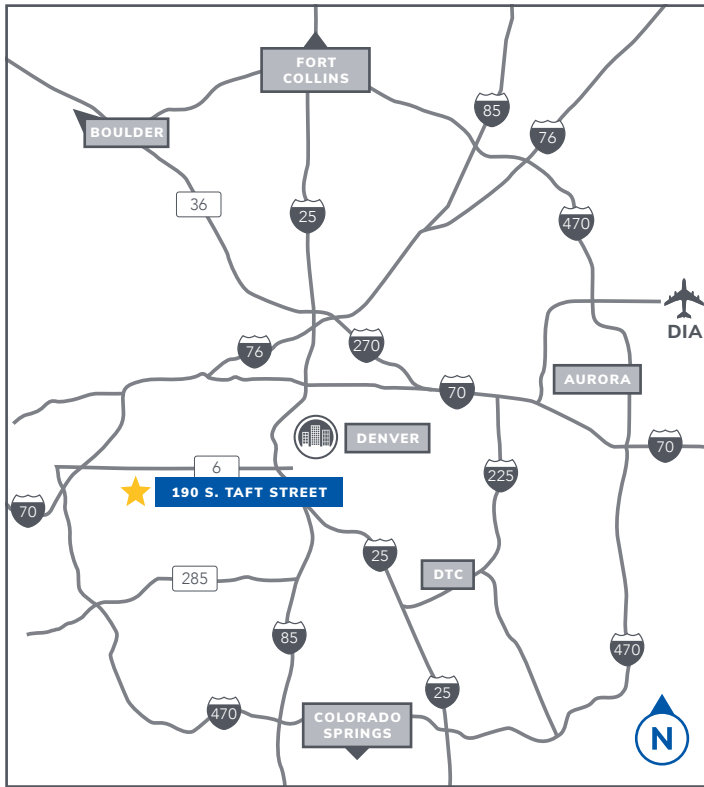 FORT
COLLINS
85
BOULDER
76
36
25
470
DIA
76
270
AURORA
70
DENVER
70
6
225
190 S. TAFT STREET
70
25
285
DTC
85
470
25
470
COLORADO
SPRINGS
N